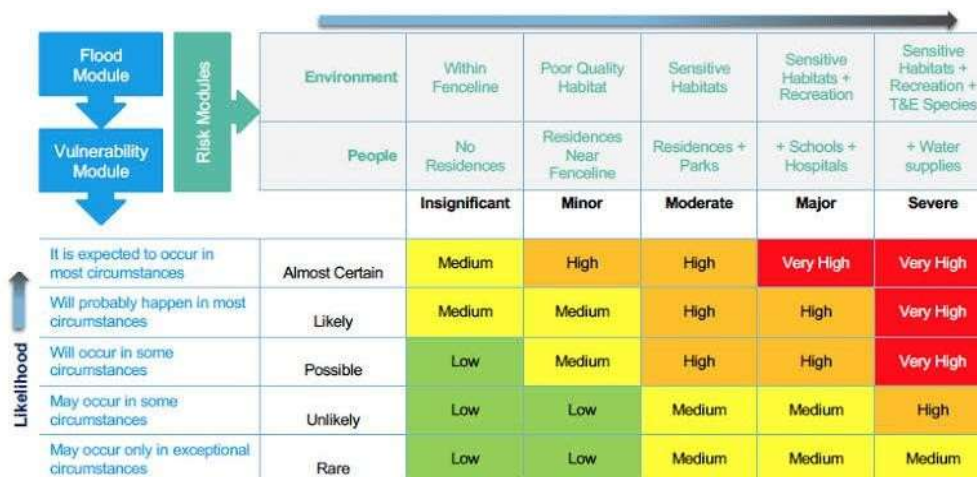 Flood
Module
Vulnerability
Module
Risk Modules
Environment
Within
Fenceline
Poor Quality
Habitat
Sensitive
Habitats
Sensitive
Habitats +
Recreation
Sensitive
Habitats +
Recreation +
T&E Species
People
No
Residences
Residences
Near
Fenceline
Residences +
Parks
+ Schools +
Hospitals
+ Water
supplies
Insignificant
Minor
Moderate
Major
Severe
Likelihood
It is expected to occur in
most circumstances
Almost Certain
Medium
High
High
Very High
Very High
Will probably happen in most
circumstances
Likely
Medium
Medium
High
High
Very High
Will occur in some
circumstances
Possible
Low
Medium
High
High
Very High
May occur in some
circumstances
Unlikely
Low
Low
Medium
Medium
High
May occur only in exceptional
circumstances
Rare
Low
Low
Medium
Medium
Medium